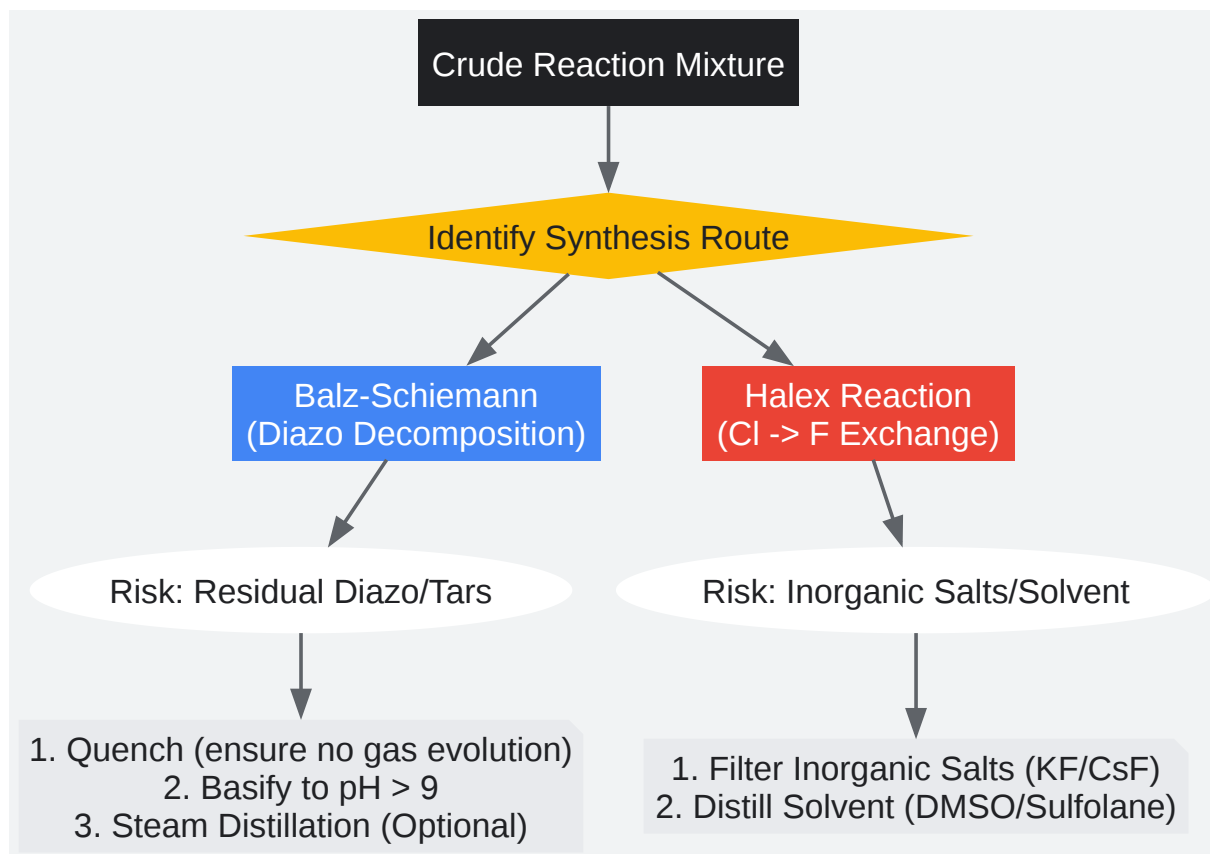 Crude Reaction Mixture
Identify Synthesis Route
Balz-Schiemann
(Diazo Decomposition)
Halex Reaction
(Cl -> F Exchange)
Risk: Residual Diazo/Tars
Risk: Inorganic Salts/Solvent
1. Quench (ensure no gas evolution)
2. Basify to pH > 9
3. Steam Distillation (Optional)
1. Filter Inorganic Salts (KF/CsF)
2. Distill Solvent (DMSO/Sulfolane)